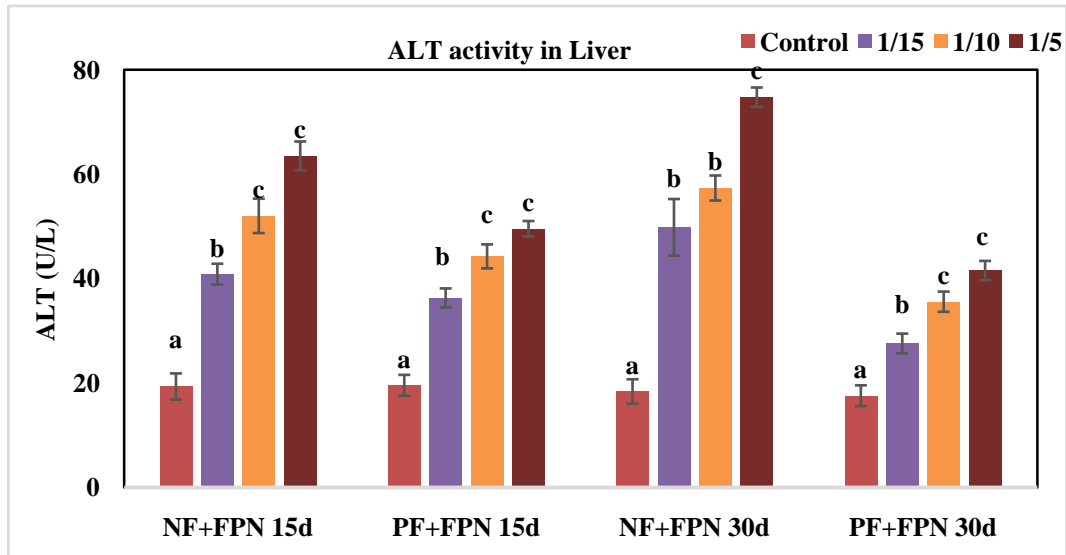 ALT activity in Liver
Control 1/15 1/10 1/5
ALT (U/L)
80
60
40
20
0
a b c c
a b c c
a b b c
a b c c
NF+FPN 15d PF+FPN 15d NF+FPN 30d PF+FPN 30d